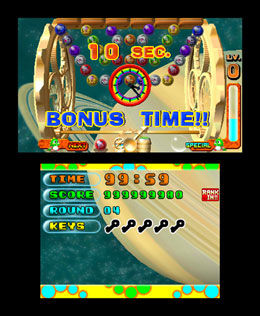 10 SEC.
LV.
0
BONUS TIME!!
NEXT
SPECIAL
TIME 99:59
SCORE 999999990
RANK IN!!
ROUND 04
KEYS